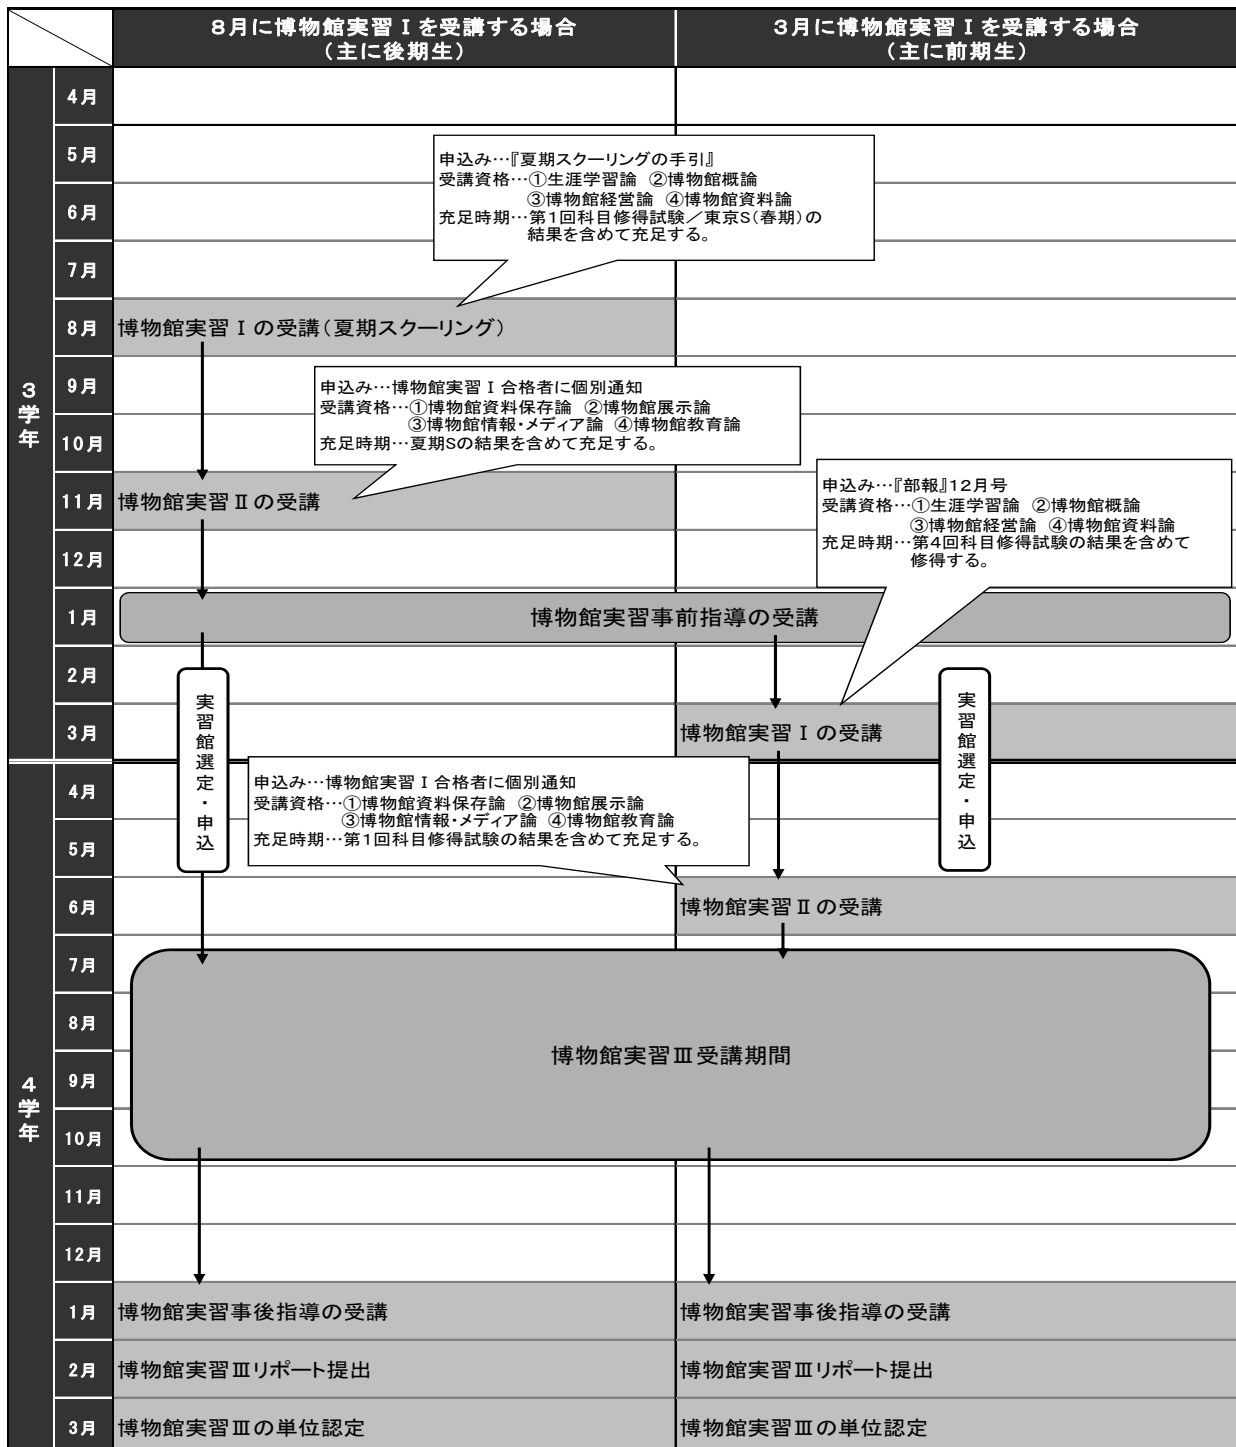 8月に博物館実習Ⅰを受講する場合
（主に後期生）
3月に博物館実習Ⅰを受講する場合
（主に前期生）
3学年
4月
5月
申込み…『夏期スクーリングの手引』
受講資格…①生涯学習論 ②博物館概論
③博物館経営論 ④博物館資料論
充足時期…第1回科目修得試験／東京S（春期）の
結果を含めて充足する。
6月
7月
8月
博物館実習Ⅰの受講（夏期スクーリング）
9月
申込み…博物館実習Ⅰ合格者に個別通知
受講資格…①博物館資料保存論 ②博物館展示論
③博物館情報・メディア論 ④博物館教育論
充足時期…夏期Sの結果を含めて充足する。
10月
11月
博物館実習Ⅱの受講
申込み…『部報』12月号
受講資格…①生涯学習論 ②博物館概論
③博物館経営論 ④博物館資料論
充足時期…第4回科目修得試験の結果を含めて
修得する。
12月
1月
博物館実習事前指導の受講
2月
実習館選定・申込
実習館選定・申込
3月
博物館実習Ⅰの受講
4学年
4月
申込み…博物館実習Ⅰ合格者に個別通知
受講資格…①博物館資料保存論 ②博物館展示論
③博物館情報・メディア論 ④博物館教育論
充足時期…第1回科目修得試験の結果を含めて充足する。
5月
6月
博物館実習Ⅱの受講
7月
8月
博物館実習Ⅲ受講期間
9月
10月
11月
12月
1月
博物館実習事後指導の受講
博物館実習事後指導の受講
2月
博物館実習Ⅲリポート提出
博物館実習Ⅲリポート提出
3月
博物館実習Ⅲの単位認定
博物館実習Ⅲの単位認定